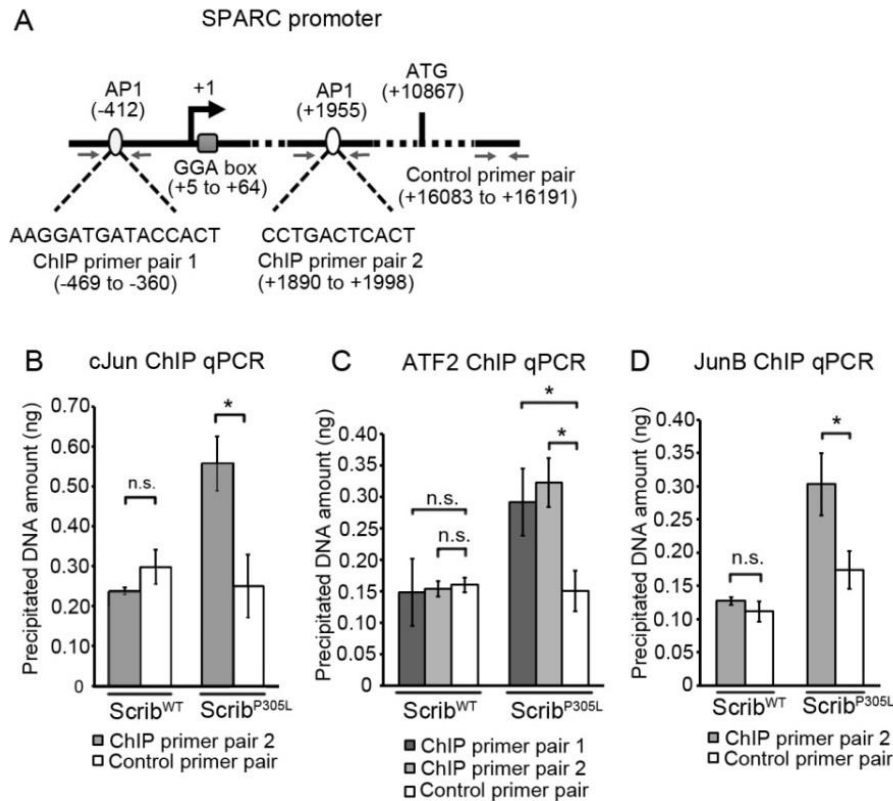 A
SPARC promoter
AP1
(-412)
+1
AP1
(+1955)
ATG
(+10867)
GGA box
(+5 to +64)
Control primer pair
(+16083 to +16191)
AAGGATGATACCACT
CCTGACTCACT
ChIP primer pair 1
(-469 to -360)
ChIP primer pair 2
(+1890 to +1998)
B
cJun ChIP qPCR
Precipitated DNA amount (ng)
0.70
0.60
0.50
0.40
0.30
0.20
0.10
0
n.s.
*
Scrib^WT
Scrib^P305L
ChIP primer pair 2
Control primer pair
C
ATF2 ChIP qPCR
Precipitated DNA amount (ng)
0.40
0.35
0.30
0.25
0.20
0.15
0.10
0.05
0
n.s.
n.s.
*
*
Scrib^WT
Scrib^P305L
ChIP primer pair 1
ChIP primer pair 2
Control primer pair
D
JunB ChIP qPCR
Precipitated DNA amount (ng)
0.40
0.35
0.30
0.25
0.20
0.15
0.10
0.05
0.00
n.s.
*
Scrib^WT
Scrib^P305L
ChIP primer pair 2
Control primer pair